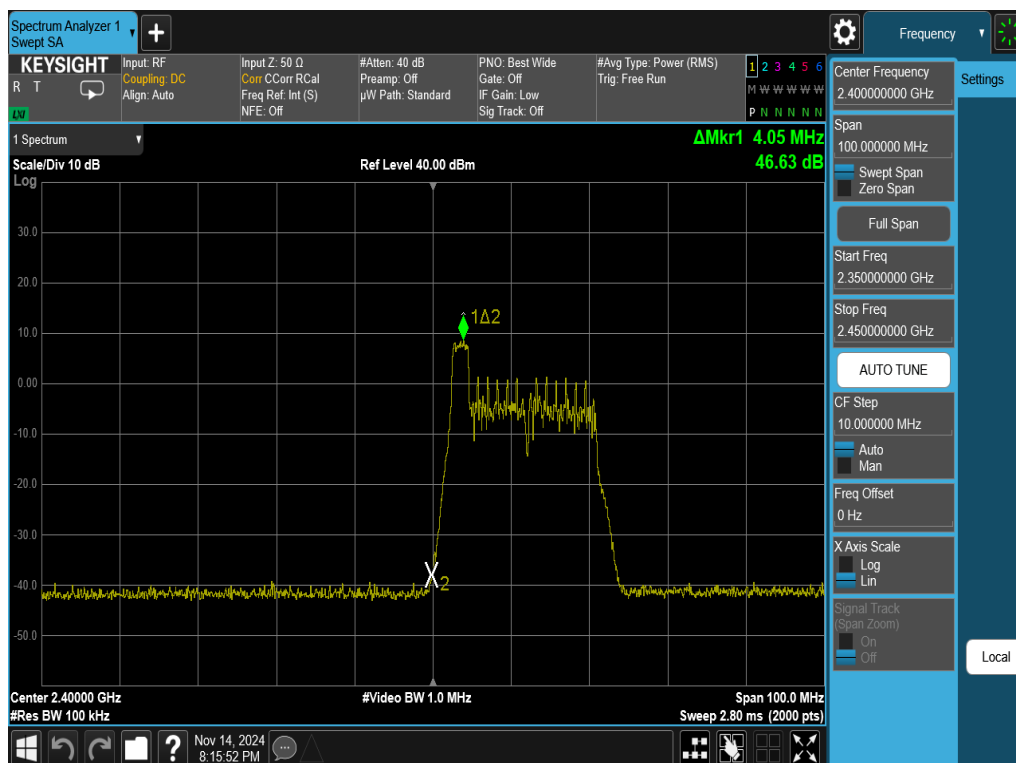 Spectrum Analyzer 1
Swept SA
+
Frequency
KEYSIGHT
R T
LXI
Input: RF
Coupling: DC
Align: Auto
Input Z: 50 Ω
Corr CCorr RCal
Freq Ref: Int (S)
NFE: Off
#Atten: 40 dB
Preamp: Off
µW Path: Standard
PNO: Best Wide
Gate: Off
IF Gain: Low
Sig Track: Off
#Avg Type: Power (RMS)
Trig: Free Run
1 2 3 4 5 6
M W W W W W
P N N N N N
1 Spectrum
Scale/Div 10 dB
Ref Level 40.00 dBm
ΔMkr1 4.05 MHz
46.63 dB
Log
30.0
20.0
10.0
0.00
-10.0
-20.0
-30.0
-40.0
-50.0
1Δ2
X2
Center 2.40000 GHz
#Video BW 1.0 MHz
Span 100.0 MHz
#Res BW 100 kHz
Sweep 2.80 ms (2000 pts)
Center Frequency
2.400000000 GHz
Span
100.000000 MHz
Swept Span
Zero Span
Full Span
Start Freq
2.350000000 GHz
Stop Freq
2.450000000 GHz
AUTO TUNE
CF Step
10.000000 MHz
Auto
Man
Freq Offset
0 Hz
X Axis Scale
Log
Lin
Signal Track
(Span Zoom)
On
Off
Settings
Local
?
Nov 14, 2024
8:15:52 PM